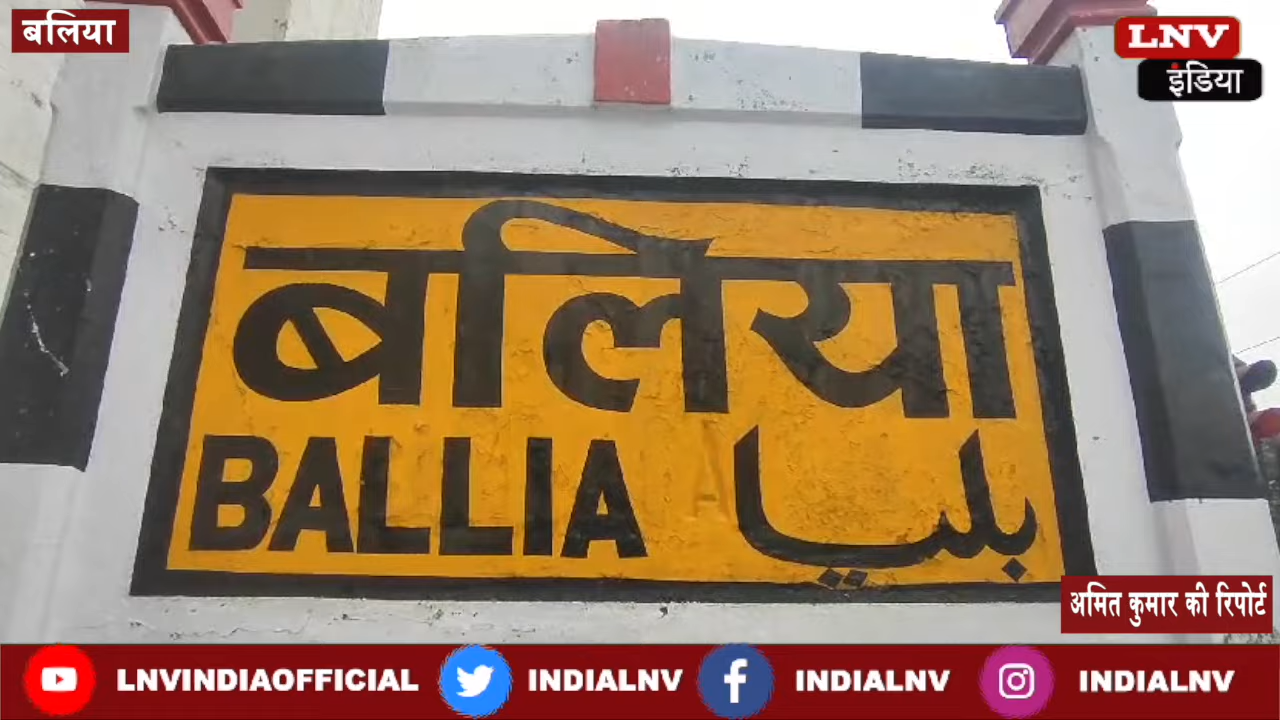 बलिया
LNV
इंडिया
बलिया
BALLIA
بلیا
अमित कुमार की रिपोर्ट
LNVINDIAOFFICIAL
INDIALNV
INDIALNV
INDIALNV